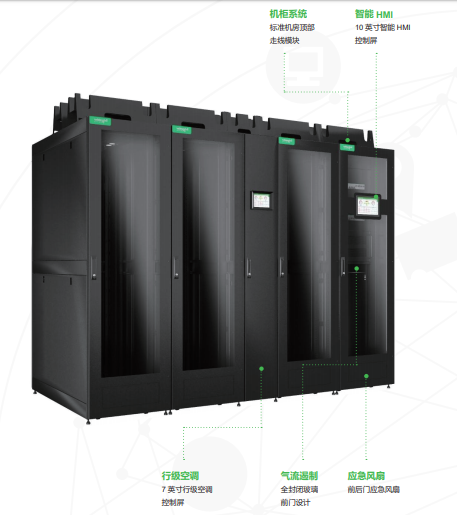 机柜系统
标准机房顶部
走线模块
智能 HMI
10 英寸智能 HMI
控制屏
行级空调
7 英寸行级空调
控制屏
气流遏制
全封闭玻璃
前门设计
应急风扇
前后门应急风扇